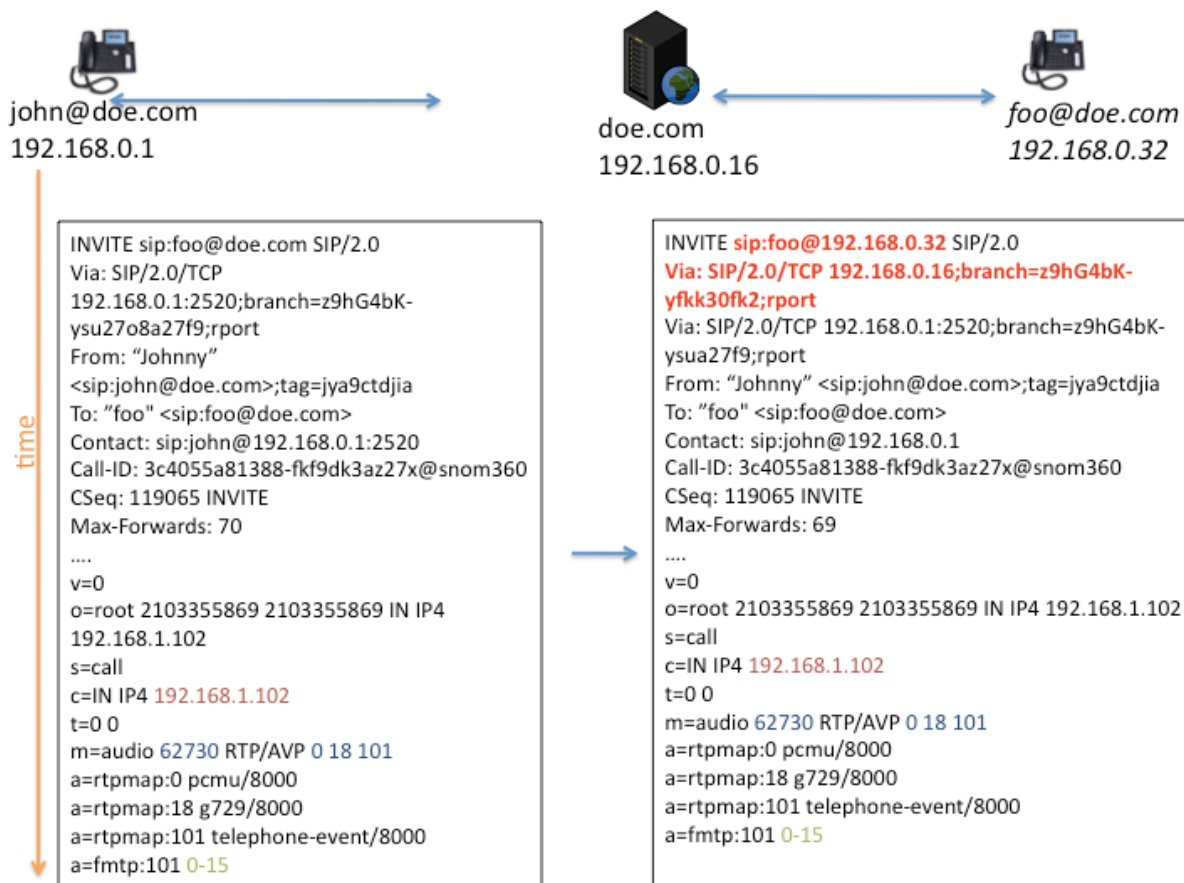 john@doe.com
192.168.0.1
doe.com
192.168.0.16
foo@doe.com
192.168.0.32
time
INVITE sip:foo@doe.com SIP/2.0
Via: SIP/2.0/TCP
192.168.0.1:2520;branch=z9hG4bK-
ysu27o8a27f9;rport
From: “Johnny”
<sip:john@doe.com>;tag=jya9ctdjia
To: ”foo" <sip:foo@doe.com>
Contact: sip:john@192.168.0.1:2520
Call-ID: 3c4055a81388-fkf9dk3az27x@snom360
CSeq: 119065 INVITE
Max-Forwards: 70
....
v=0
o=root 2103355869 2103355869 IN IP4
192.168.1.102
s=call
c=IN IP4 192.168.1.102
t=0 0
m=audio 62730 RTP/AVP 0 18 101
a=rtpmap:0 pcmu/8000
a=rtpmap:18 g729/8000
a=rtpmap:101 telephone-event/8000
a=fmtp:101 0-15
INVITE sip:foo@192.168.0.32 SIP/2.0
Via: SIP/2.0/TCP 192.168.0.16;branch=z9hG4bK-
yfkk30fk2;rport
Via: SIP/2.0/TCP 192.168.0.1:2520;branch=z9hG4bK-
ysua27f9;rport
From: “Johnny” <sip:john@doe.com>;tag=jya9ctdjia
To: ”foo" <sip:foo@doe.com>
Contact: sip:john@192.168.0.1
Call-ID: 3c4055a81388-fkf9dk3az27x@snom360
CSeq: 119065 INVITE
Max-Forwards: 69
....
v=0
o=root 2103355869 2103355869 IN IP4 192.168.1.102
s=call
c=IN IP4 192.168.1.102
t=0 0
m=audio 62730 RTP/AVP 0 18 101
a=rtpmap:0 pcmu/8000
a=rtpmap:18 g729/8000
a=rtpmap:101 telephone-event/8000
a=fmtp:101 0-15